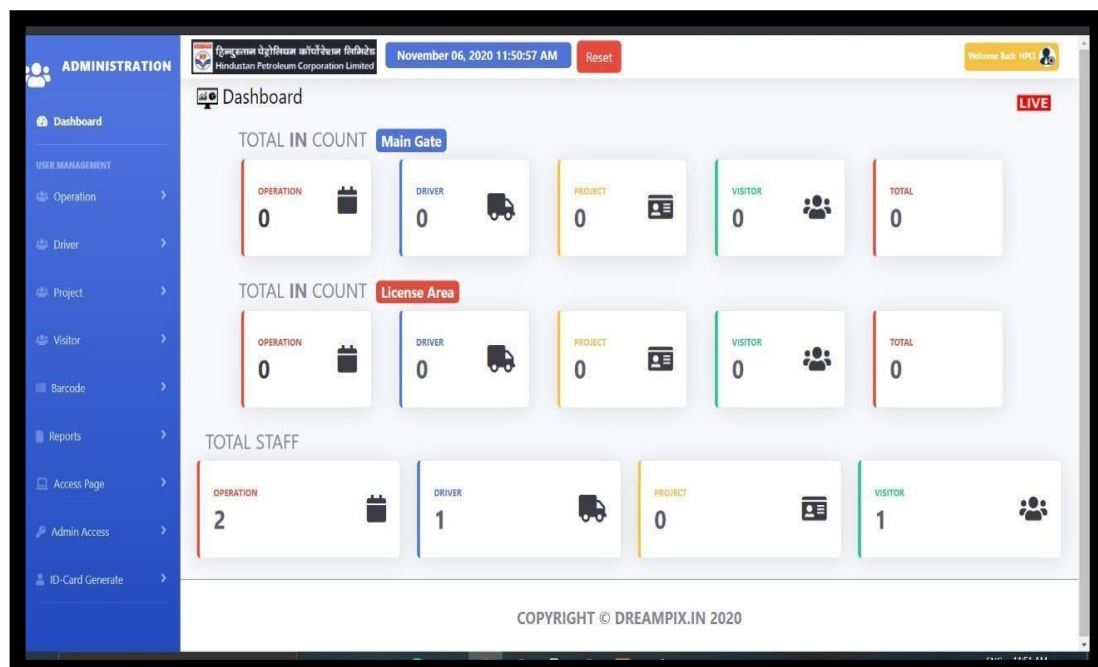 ADMINISTRATION
Dashboard
USER MANAGEMENT
Operation
Driver
Project
Visitor
Barcode
Reports
Access Page
Admin Access
ID-Card Generate
हिन्दुस्तान पेट्रोलियम कॉर्पोरेशन लिमिटेड
Hindustan Petroleum Corporation Limited
November 06, 2020 11:50:57 AM
Reset
Welcome Back HPCL
Dashboard
LIVE
TOTAL IN COUNT Main Gate
OPERATION
0
DRIVER
0
PROJECT
0
VISITOR
0
TOTAL
0
TOTAL IN COUNT License Area
OPERATION
0
DRIVER
0
PROJECT
0
VISITOR
0
TOTAL
0
TOTAL STAFF
OPERATION
2
DRIVER
1
PROJECT
0
VISITOR
1
COPYRIGHT © DREAMPIX.IN 2020
11:51 AM